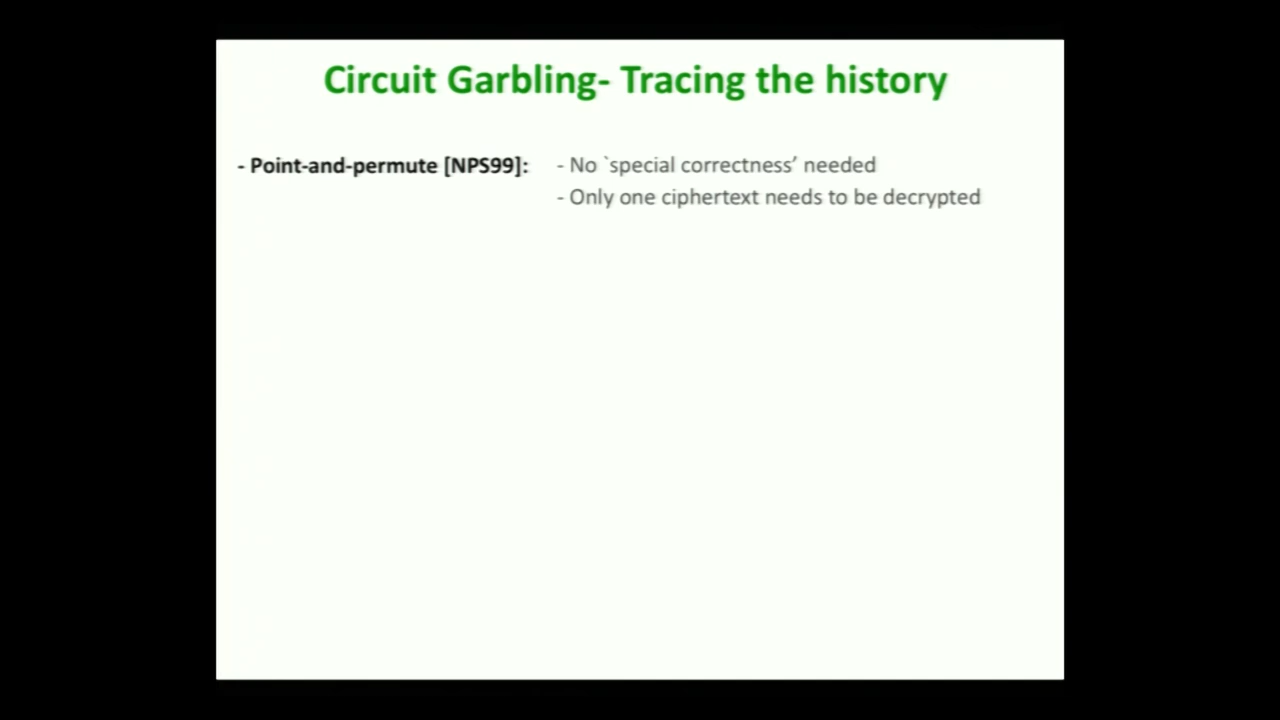 Circuit Garbling- Tracing the history
- Point-and-permute [NPS99]: - No `special correctness’ needed
- Only one ciphertext needs to be decrypted